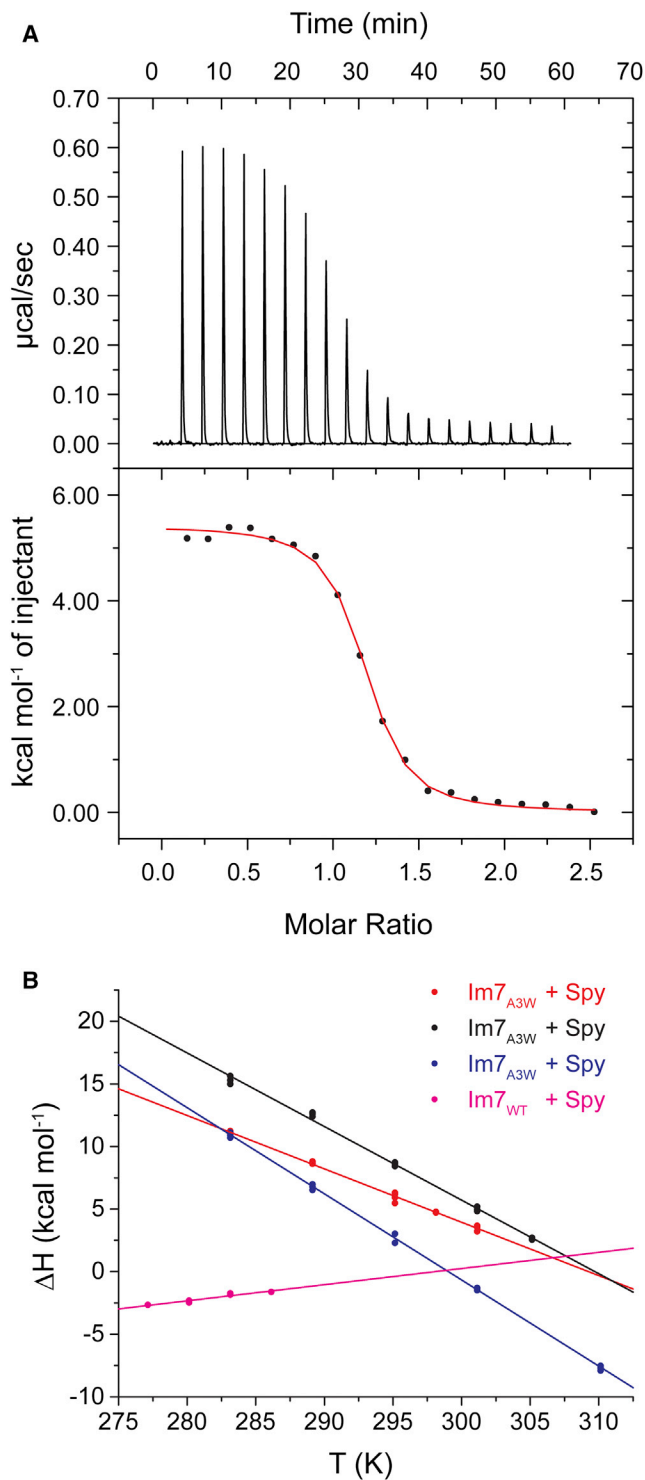 A
Time (min)
0 10 20 30 40 50 60 70
0.70
0.60
0.50
0.40
0.30
0.20
0.10
0.00
µcal/sec
6.00
4.00
2.00
0.00
kcal mol⁻¹ of injectant
0.0 0.5 1.0 1.5 2.0 2.5
Molar Ratio
B
Im7A3W + Spy
Im7A3W + Spy
Im7A3W + Spy
Im7WT + Spy
20
15
10
5
0
-5
-10
ΔH (kcal mol⁻¹)
275 280 285 290 295 300 305 310
T (K)